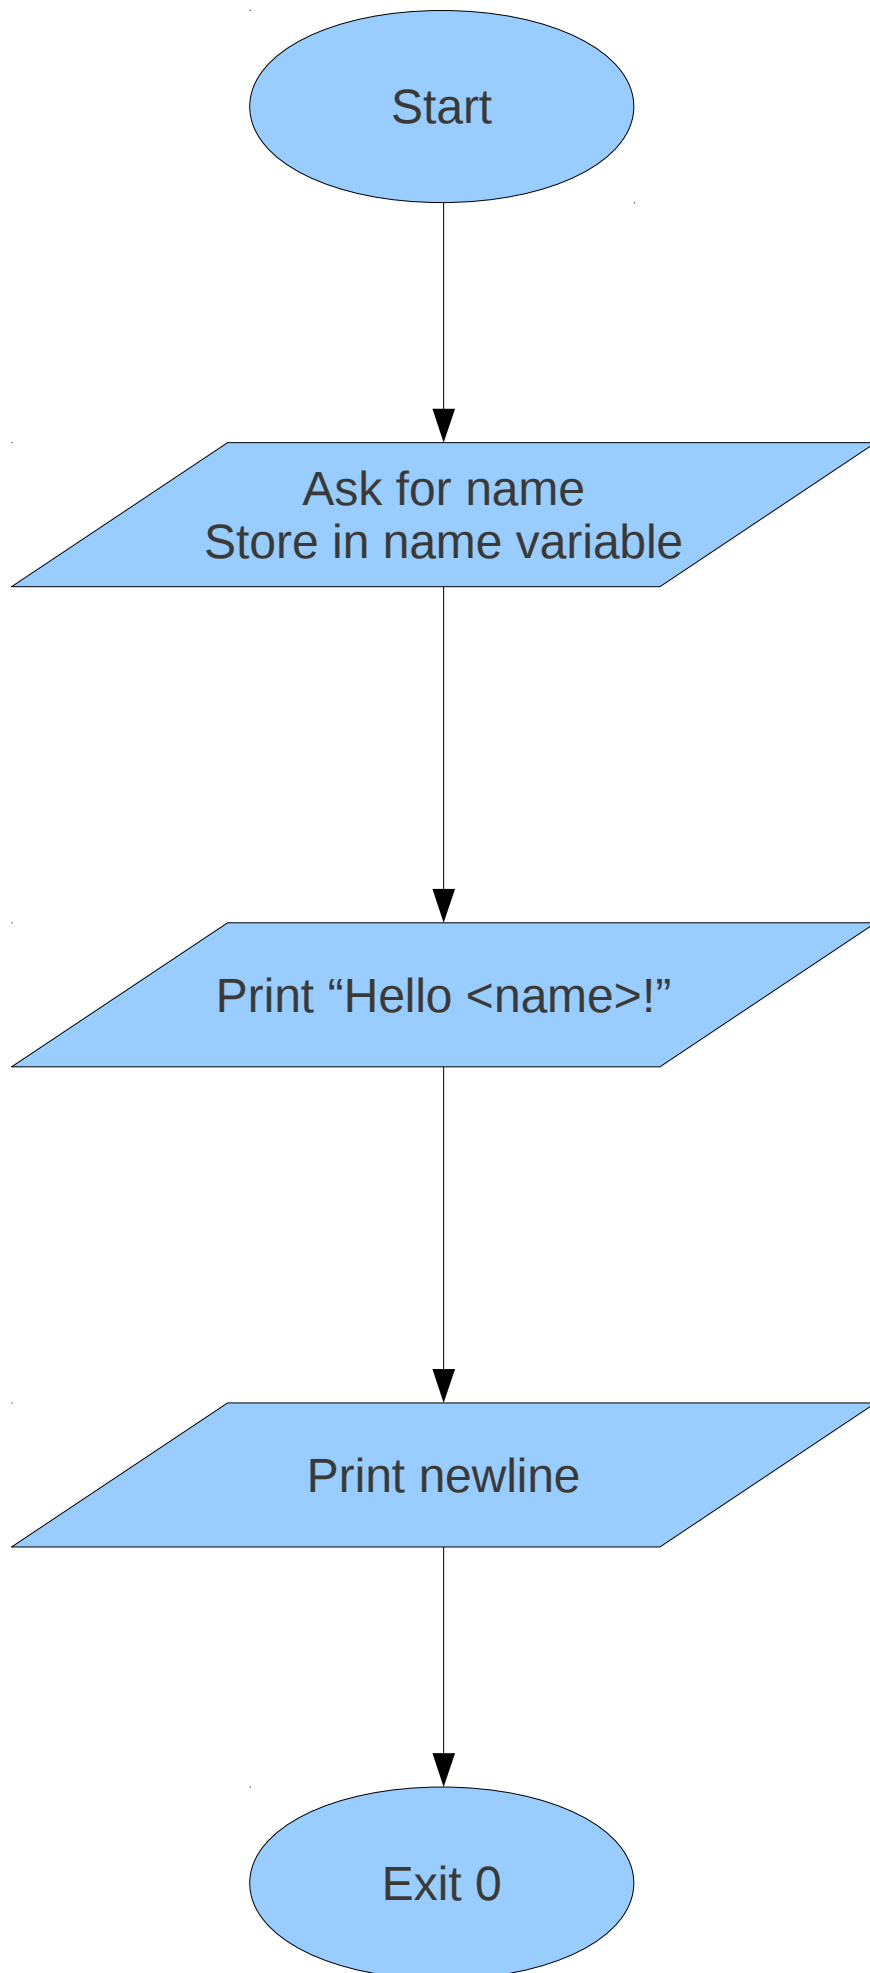 Start
Ask for name
Store in name variable
Print “Hello <name>!”
Print newline
Exit 0